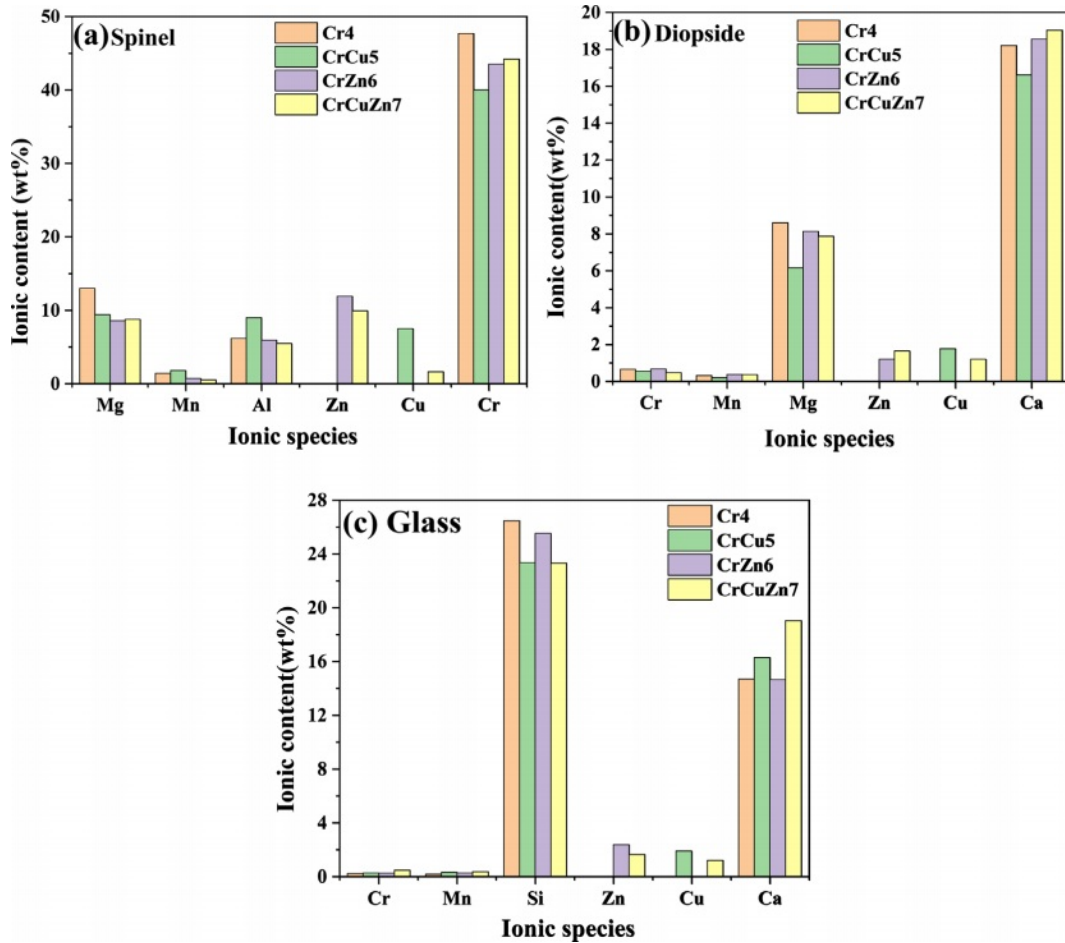 (a) Spinel
Cr4
CrCu5
CrZn6
CrCuZn7
50
40
30
20
10
0
Ionic content (wt%)
Mg Mn Al Zn Cu Cr
Ionic species
(b) Diopside
Cr4
CrCu5
CrZn6
CrCuZn7
20
18
16
14
12
10
8
6
4
2
0
Ionic content(wt%)
Cr Mn Mg Zn Cu Ca
Ionic species
(c) Glass
Cr4
CrCu5
CrZn6
CrCuZn7
28
24
20
16
12
8
4
0
Ionic content(wt%)
Cr Mn Si Zn Cu Ca
Ionic species